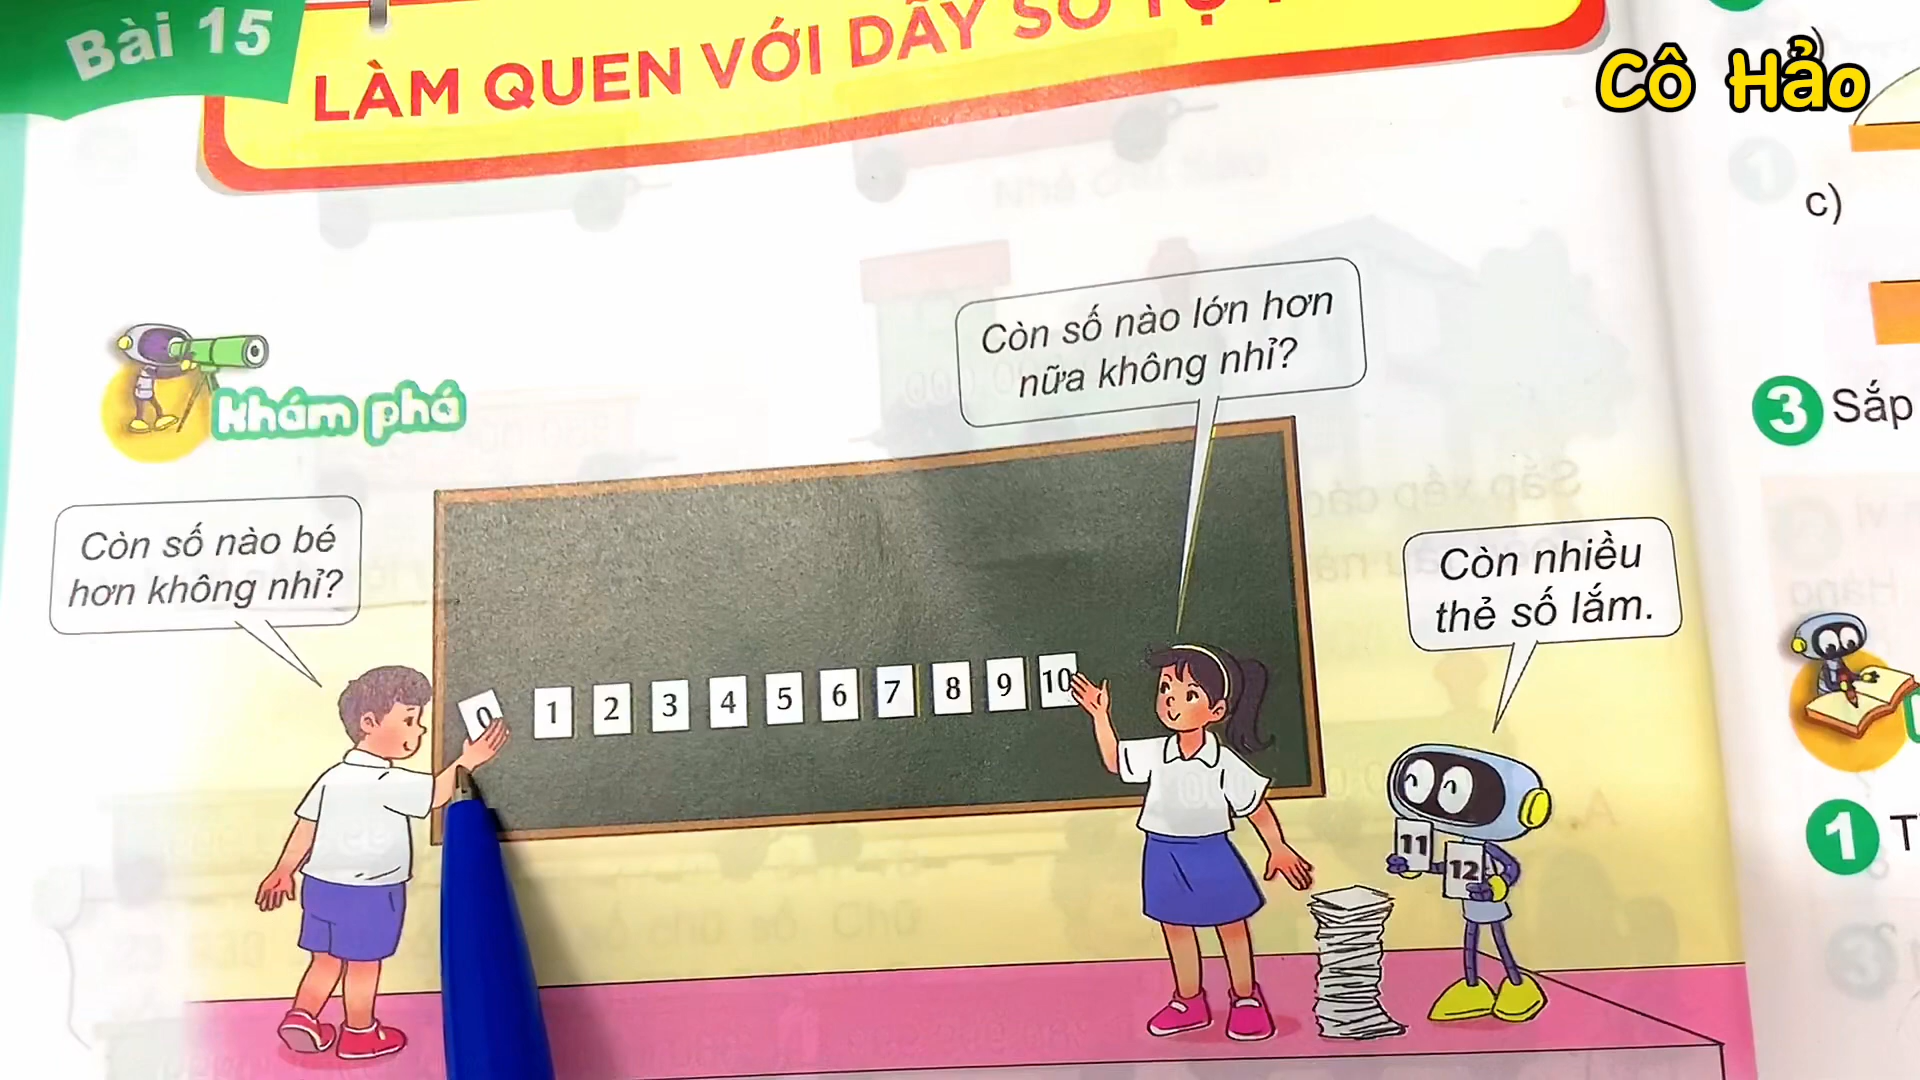 Bài 15
LÀM QUEN VỚI DÃY SỐ TỰ
Cô Hảo
c)
Khám phá
Còn số nào lớn hơn
nữa không nhỉ?
3 Sắp
Còn số nào bé
hơn không nhỉ?
Còn nhiều
thẻ số lắm.
0 1 2 3 4 5 6 7 8 9 10
11
12
1